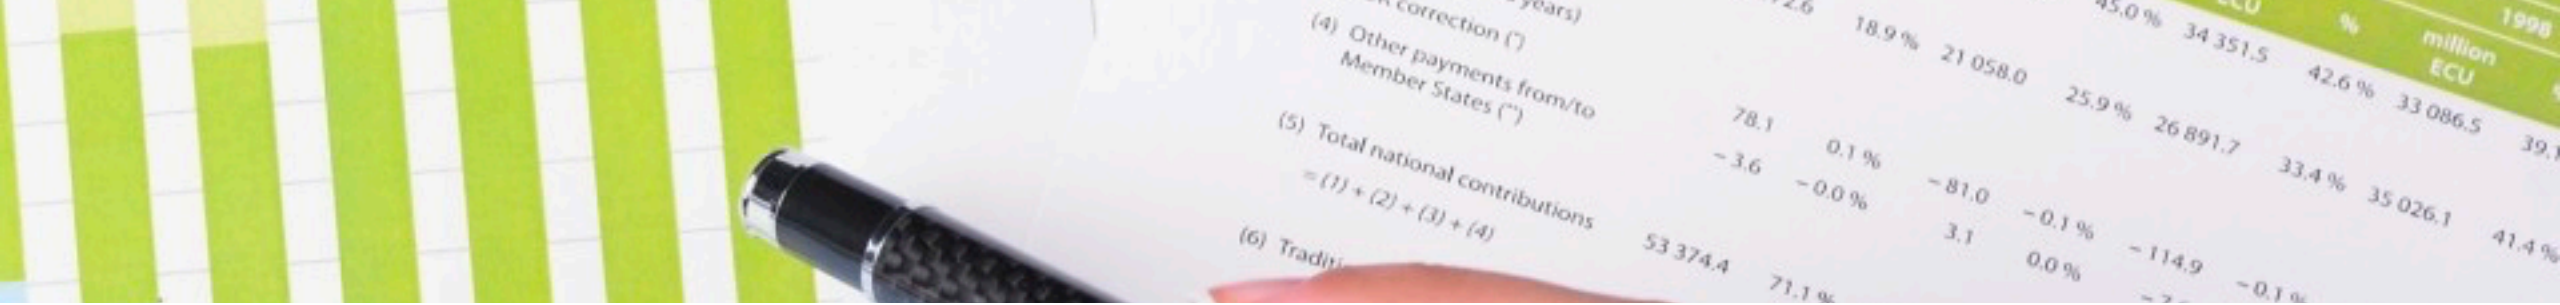 1998
ECU % million
ECU
years)
correction (*)
18.9 % 21 058.0 25.9 % 26 891.7 33.4 % 35 026.1 41.4 %
45.0 % 34 351.5 42.6 % 33 086.5
(4) Other payments from/to
Member States (**)
78.1 0.1 % – 81.0 – 0.1 % – 114.9 – 0.1 %
– 3.6 – 0.0 % 3.1 0.0 %
(5) Total national contributions
= (1) + (2) + (3) + (4)
53 374.4 71.1 %
(6)